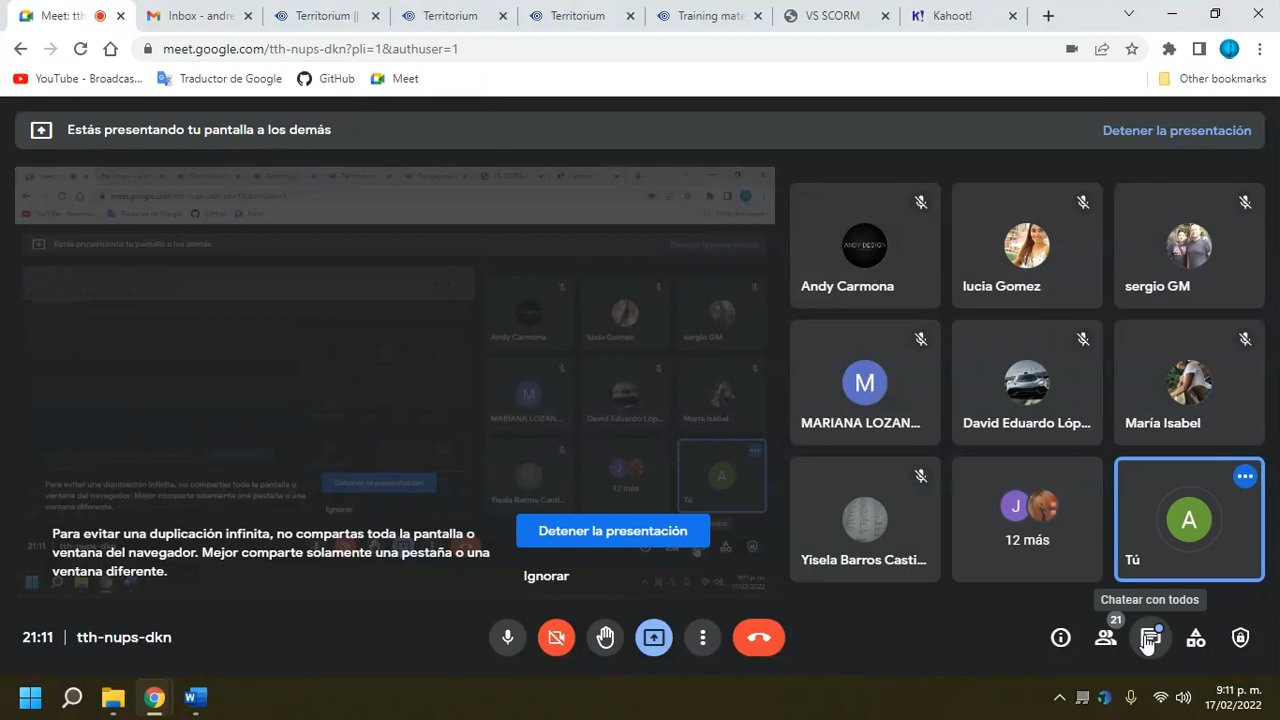 Meet: tth
Inbox - andre
Territorium ||
Territorium
Territorium
Training mate
VS SCORM
Kahoot!
meet.google.com/tth-nups-dkn?pli=1&authuser=1
YouTube - Broadcas...
Traductor de Google
GitHub
Meet
Other bookmarks
Estás presentando tu pantalla a los demás
Detener la presentación
ANDY DESIGN
Andy Carmona
lucia Gomez
sergio GM
M
MARIANA LOZAN...
David Eduardo Lóp...
María Isabel
Yisela Barros Casti...
J
12 más
A
Tú
Para evitar una duplicación infinita, no compartas toda la pantalla o
ventana del navegador. Mejor comparte solamente una pestaña o una
ventana diferente.
Detener la presentación
Ignorar
Chatear con todos
21
21:11 | tth-nups-dkn
9:11 p. m.
17/02/2022